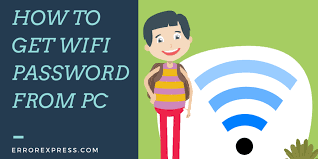 HOW TO
GET WIFI
PASSWORD
FROM PC
ERROREXPRESS.COM